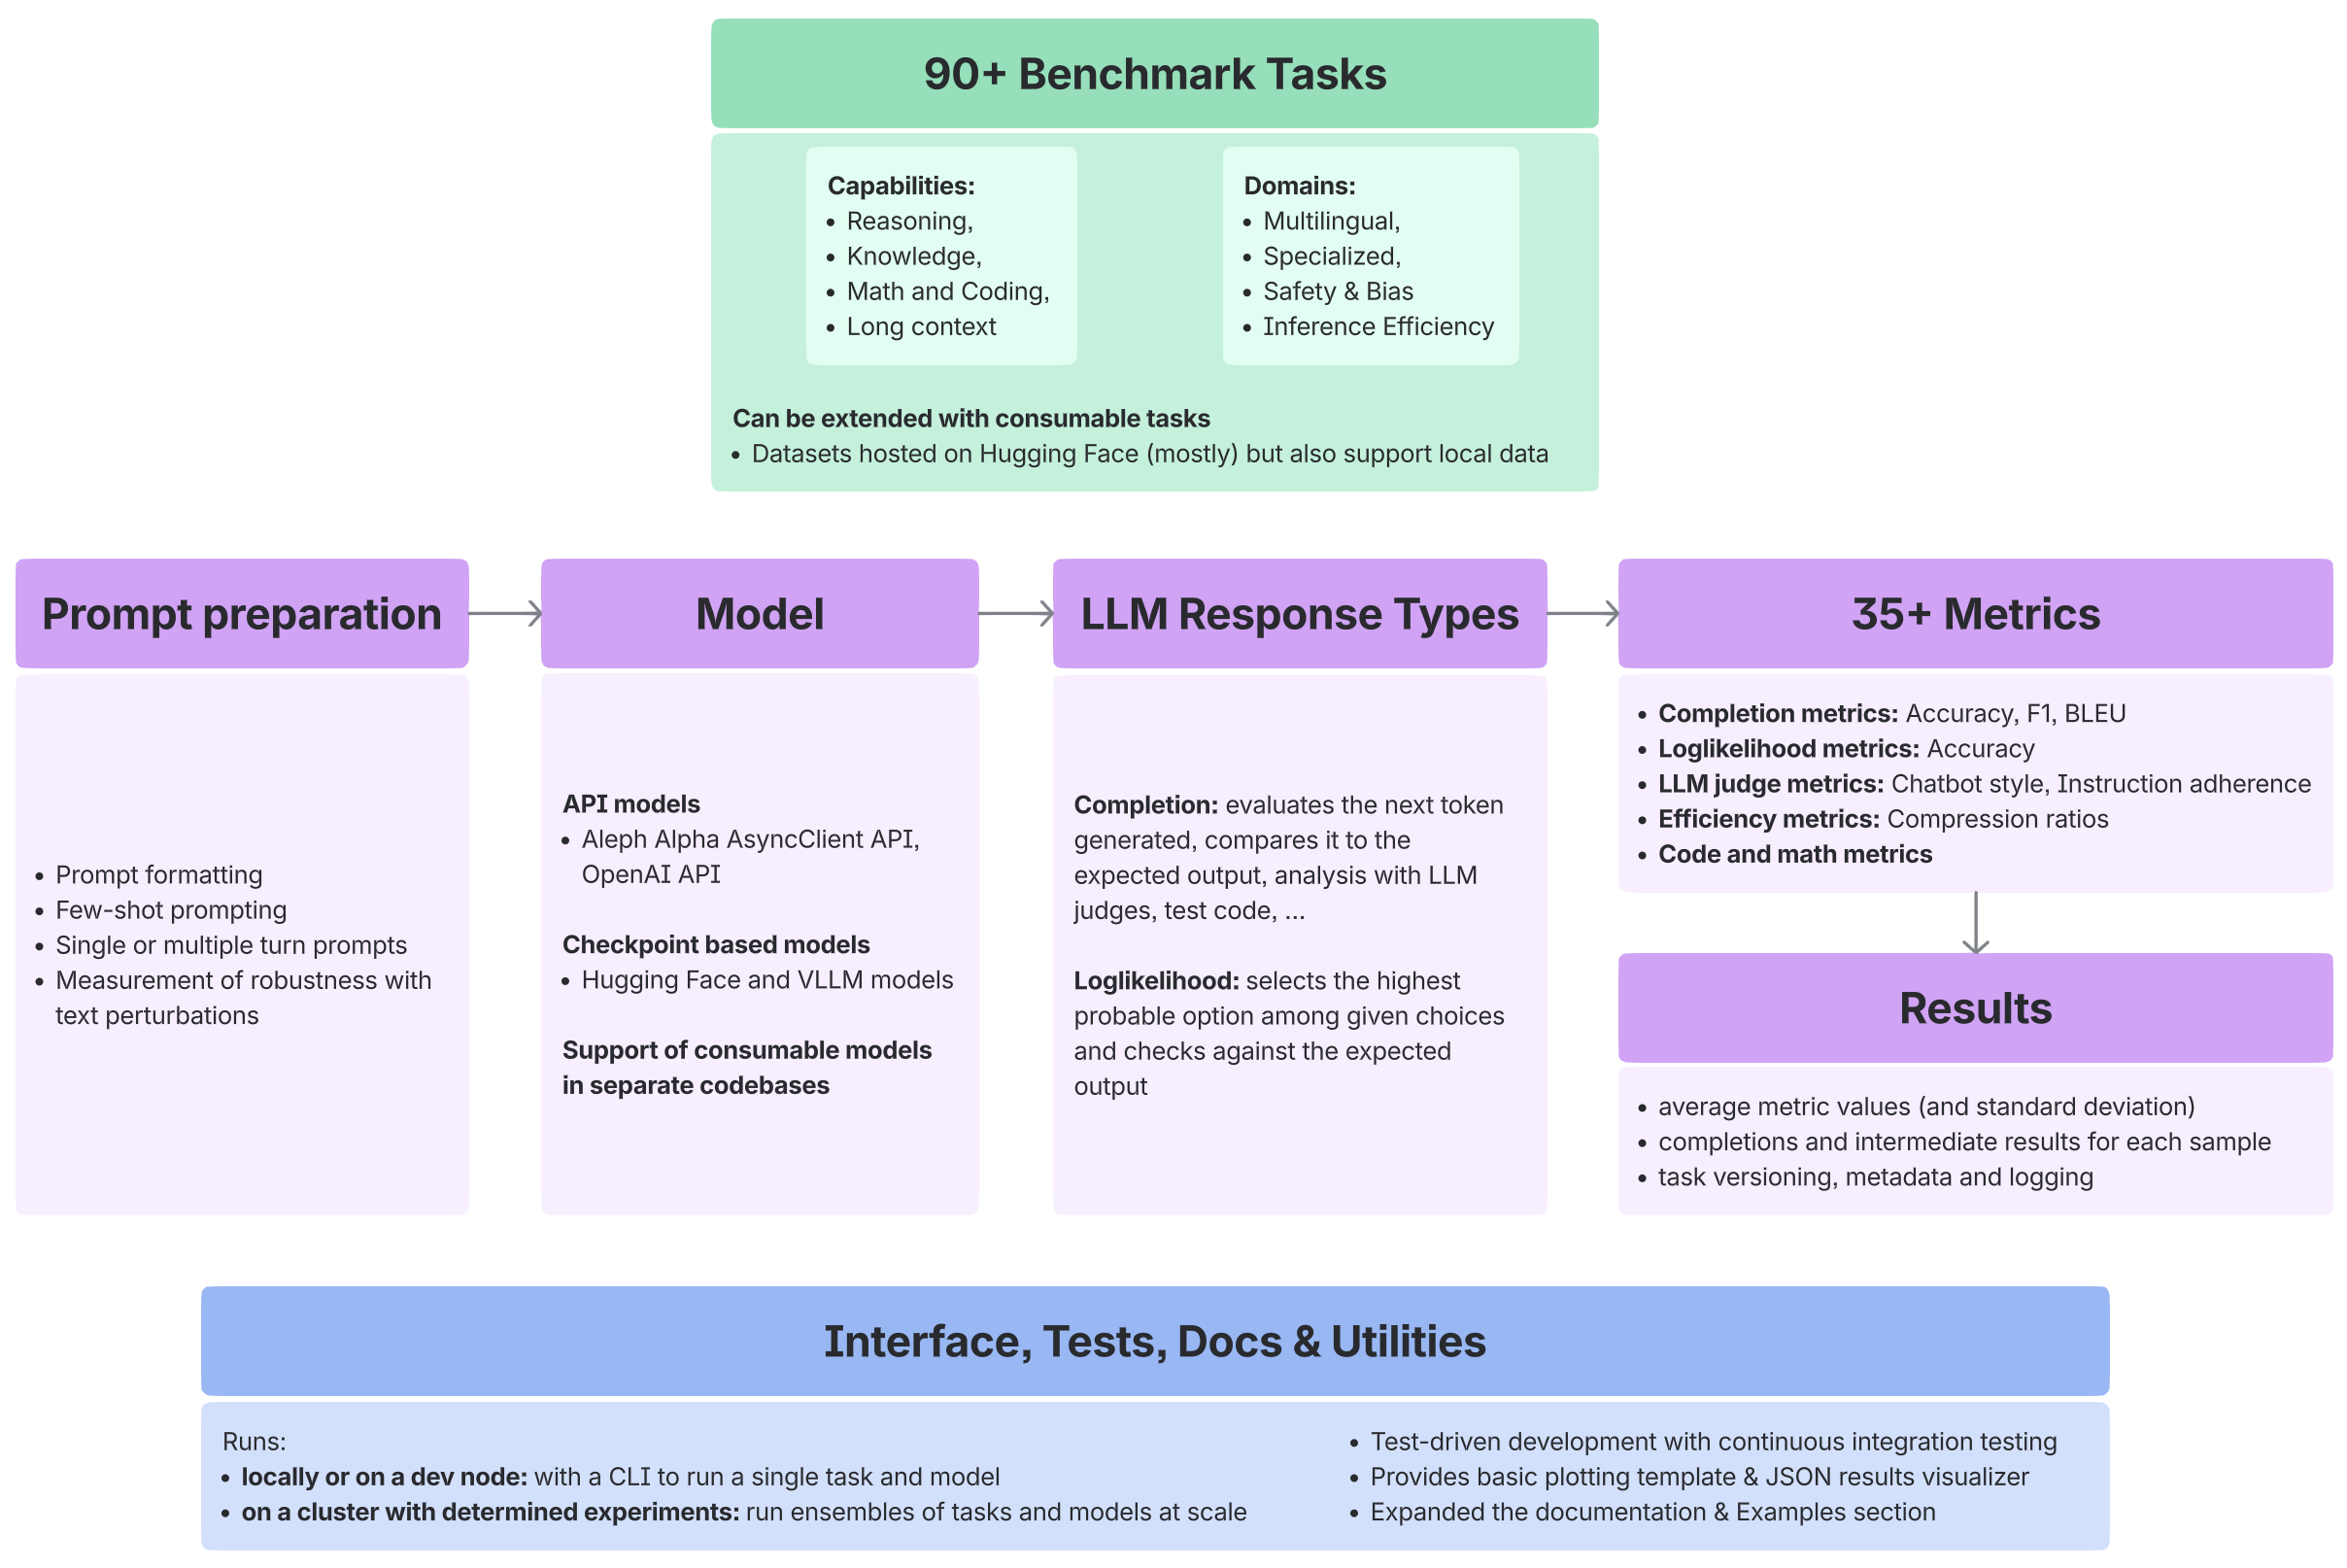 90+ Benchmark Tasks
Capabilities:
• Reasoning,
• Knowledge,
• Math and Coding,
• Long context
Domains:
• Multilingual,
• Specialized,
• Safety & Bias
• Inference Efficiency
Can be extended with consumable tasks
• Datasets hosted on Hugging Face (mostly) but also support local data
Prompt preparation
• Prompt formatting
• Few-shot prompting
• Single or multiple turn prompts
• Measurement of robustness with
text perturbations
Model
API models
• Aleph Alpha AsyncClient API,
OpenAI API
Checkpoint based models
• Hugging Face and VLLM models
Support of consumable models
in separate codebases
LLM Response Types
Completion: evaluates the next token
generated, compares it to the
expected output, analysis with LLM
judges, test code, ...
Loglikelihood: selects the highest
probable option among given choices
and checks against the expected
output
35+ Metrics
• Completion metrics: Accuracy, F1, BLEU
• Loglikelihood metrics: Accuracy
• LLM judge metrics: Chatbot style, Instruction adherence
• Efficiency metrics: Compression ratios
• Code and math metrics
Results
• average metric values (and standard deviation)
• completions and intermediate results for each sample
• task versioning, metadata and logging
Interface, Tests, Docs & Utilities
Runs:
• locally or on a dev node: with a CLI to run a single task and model
• on a cluster with determined experiments: run ensembles of tasks and models at scale
• Test-driven development with continuous integration testing
• Provides basic plotting template & JSON results visualizer
• Expanded the documentation & Examples section